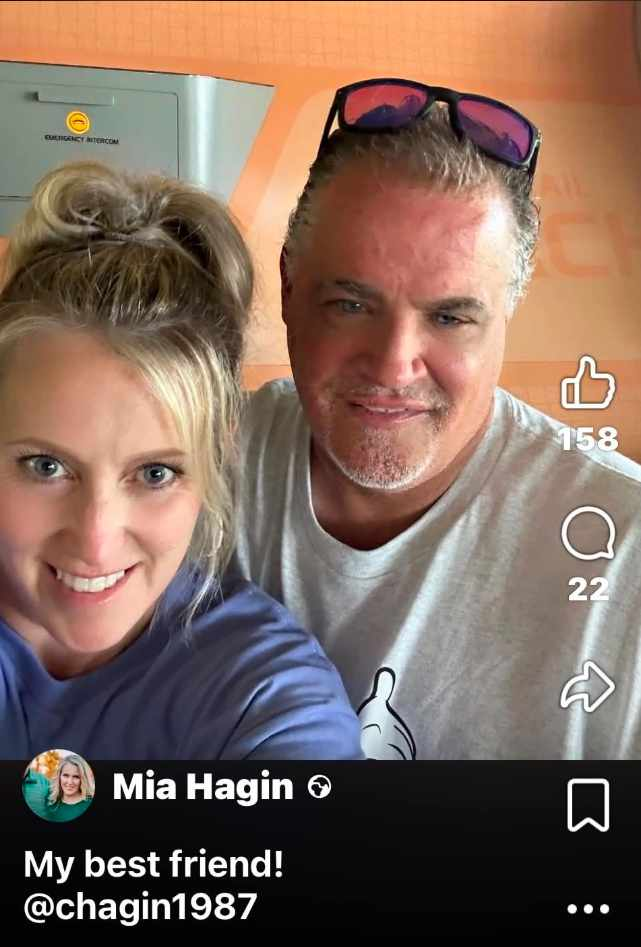 EMERGENCY INTERCOM
158
22
Mia Hagin
My best friend!
@chagin1987